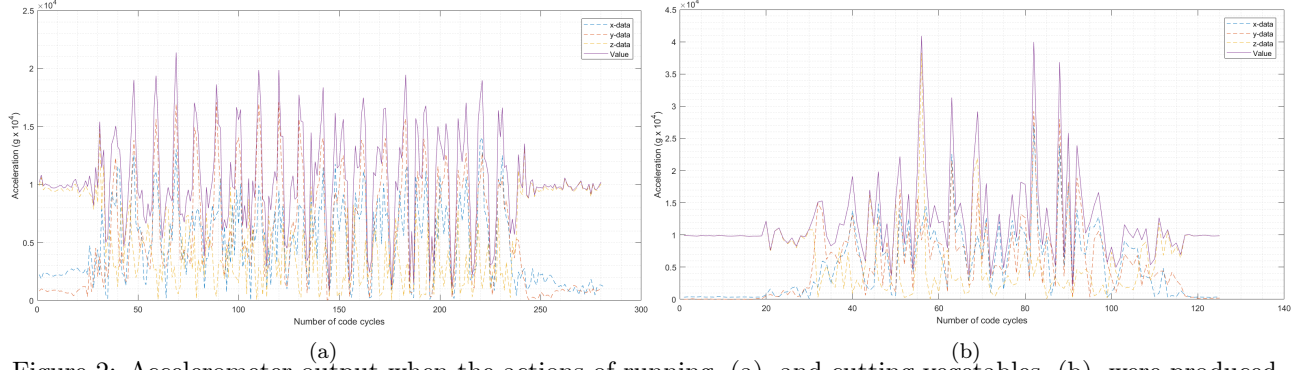 ×10⁴
2.5
2
1.5
1
0.5
0
Acceleration (g x 10⁴)
0 50 100 150 200 250 300
Number of code cycles
x-data
y-data
z-data
Value
(a)
×10⁴
4.5
4
3.5
3
2.5
2
1.5
1
0.5
0
Acceleration (g x 10⁴)
0 20 40 60 80 100 120 140
Number of code cycles
x-data
y-data
z-data
Value
(b)
Figure 2: Accelerometer output when the actions of running, (a), and cutting vegetables, (b), were produced